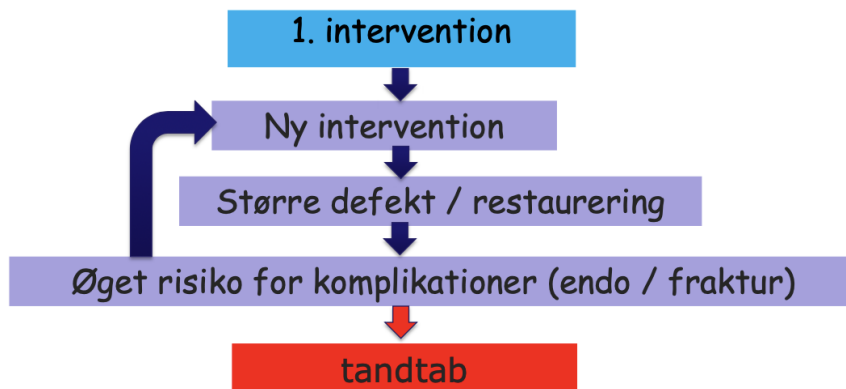 1. intervention
Ny intervention
Større defekt / restaurering
Øget risiko for komplikationer (endo / fraktur)
tandtab